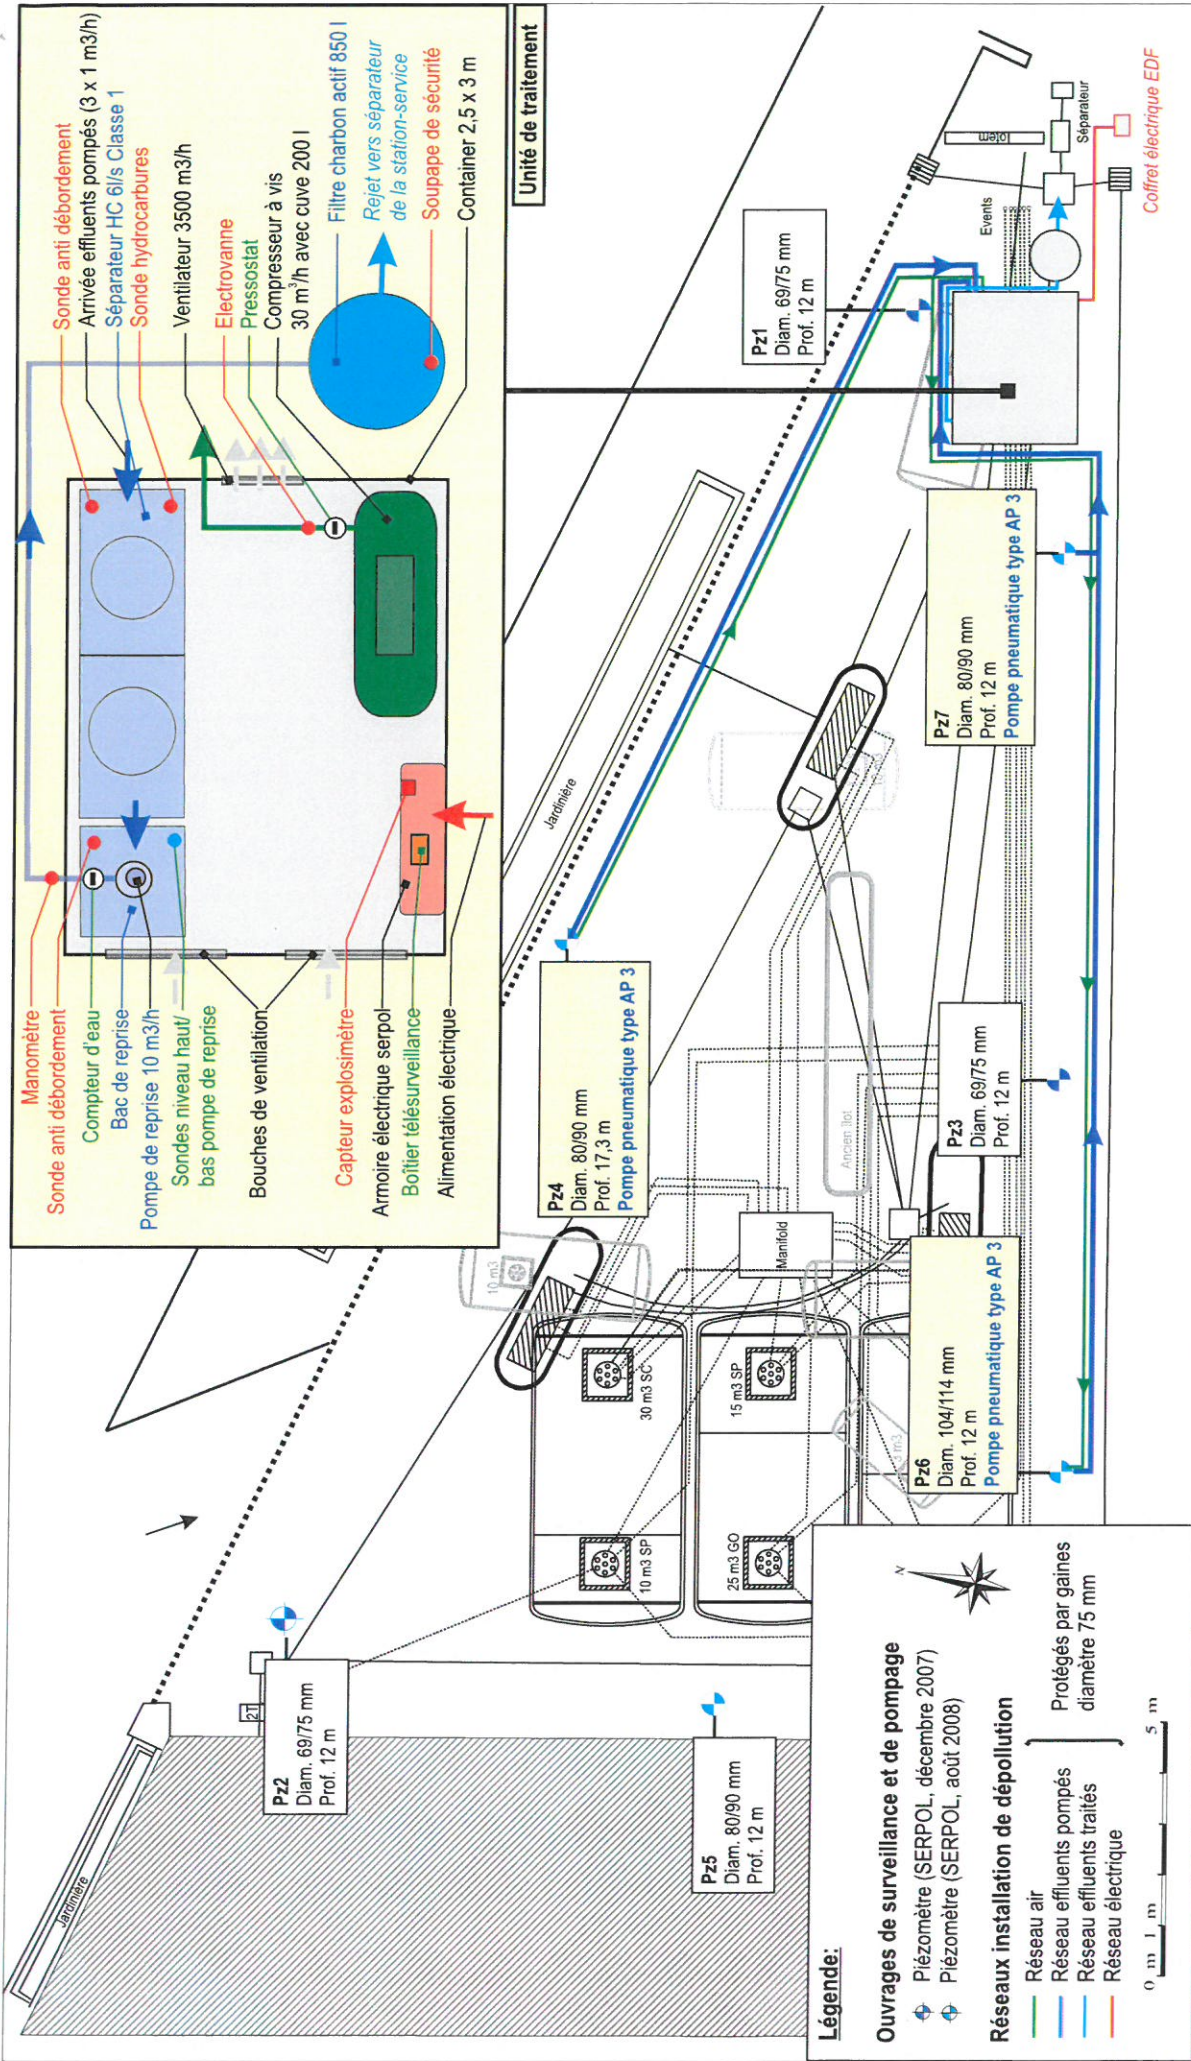 Manomètre
Sonde anti débordement
Compteur d'eau
Bac de reprise
Pompe de reprise 10 m3/h
Sondes niveau haut/
bas pompe de reprise
Bouches de ventilation
Capteur explosimètre
Armoire électrique serpol
Boîtier télésurveillance
Alimentation électrique
Sonde anti débordement
Arrivée effluents pompés (3 x 1 m3/h)
Séparateur HC 6l/s Classe 1
Sonde hydrocarbures
Ventilateur 3500 m3/h
Electrovanne
Pressostat
Compresseur à vis
30 m³/h avec cuve 200 l
Filtre charbon actif 850 l
Rejet vers séparateur
de la station-service
Soupape de sécurité
Container 2,5 x 3 m
Unité de traitement
Jardinière
2T
Pz2
Diam. 69/75 mm
Prof. 12 m
Pz5
Diam. 80/90 mm
Prof. 12 m
10 m3
30 m3 SC
10 m3 SP
15 m3 SP
25 m3 GO
Manifold
Pz4
Diam. 80/90 mm
Prof. 17,3 m
Pompe pneumatique type AP 3
Jardinière
Ancien îlot
Pz3
Diam. 69/75 mm
Prof. 12 m
Pz6
Diam. 104/114 mm
Prof. 12 m
Pompe pneumatique type AP 3
Pz7
Diam. 80/90 mm
Prof. 12 m
Pompe pneumatique type AP 3
Pz1
Diam. 69/75 mm
Prof. 12 m
Events
Totem
Séparateur
Coffret électrique EDF
Légende:
Ouvrages de surveillance et de pompage
Piézomètre (SERPOL, décembre 2007)
Piézomètre (SERPOL, août 2008)
Réseaux installation de dépollution
Réseau air
Réseau effluents pompés
Réseau effluents traités
Réseau électrique
Protégés par gaines
diamètre 75 mm
N
0 m 1 m 5 m